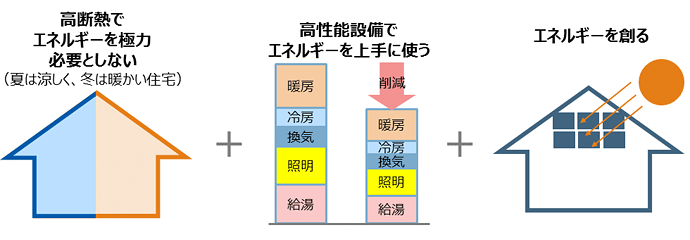 高断熱で
エネルギーを極力
必要としない
（夏は涼しく、冬は暖かい住宅）
高性能設備で
エネルギーを上手に使う
暖房
冷房
換気
照明
給湯
削減
暖房
冷房
換気
照明
給湯
エネルギーを創る